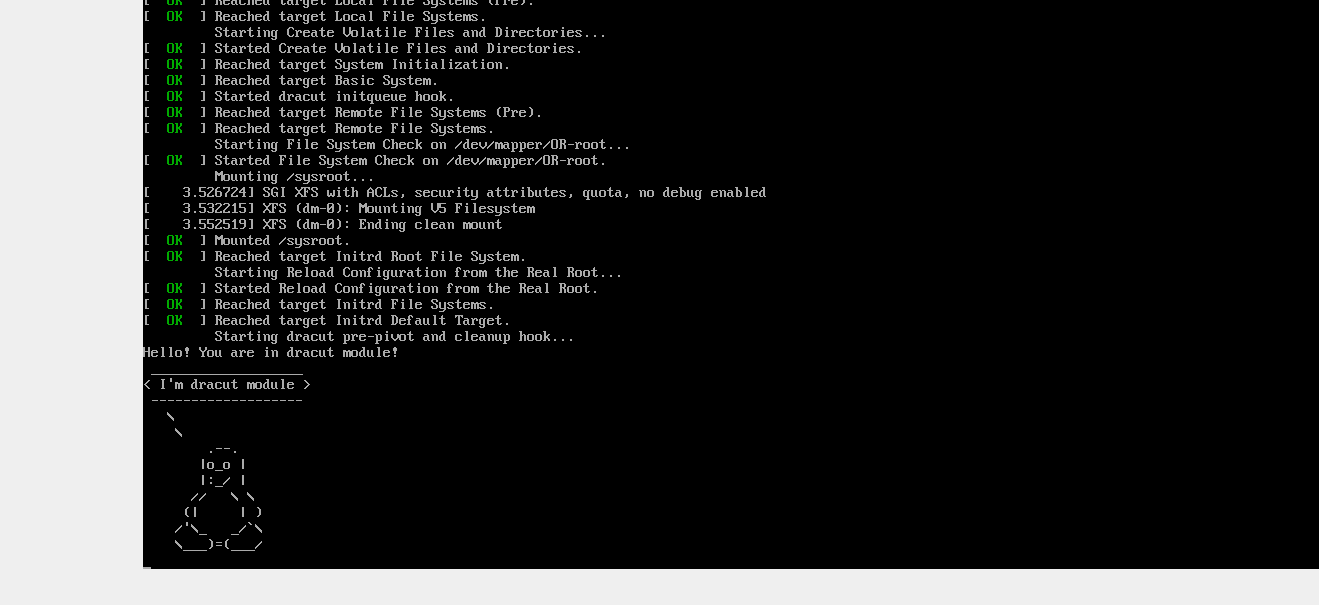 [  OK  ] Reached target Local File Systems (Pre).
[  OK  ] Reached target Local File Systems.
         Starting Create Volatile Files and Directories...
[  OK  ] Started Create Volatile Files and Directories.
[  OK  ] Reached target System Initialization.
[  OK  ] Reached target Basic System.
[  OK  ] Started dracut initqueue hook.
[  OK  ] Reached target Remote File Systems (Pre).
[  OK  ] Reached target Remote File Systems.
         Starting File System Check on /dev/mapper/OR-root...
[  OK  ] Started File System Check on /dev/mapper/OR-root.
         Mounting /sysroot...
[    3.526724] SGI XFS with ACLs, security attributes, quota, no debug enabled
[    3.532215] XFS (dm-0): Mounting V5 Filesystem
[    3.552519] XFS (dm-0): Ending clean mount
[  OK  ] Mounted /sysroot.
[  OK  ] Reached target Initrd Root File System.
         Starting Reload Configuration from the Real Root...
[  OK  ] Started Reload Configuration from the Real Root.
[  OK  ] Reached target Initrd File Systems.
[  OK  ] Reached target Initrd Default Target.
         Starting dracut pre-pivot and cleanup hook...
Hello! You are in dracut module!
 ___________________
< I'm dracut module >
 -------------------
   \
    \
        .--.
       |o_o |
       |:_/ |
      //   \ \
     (|     | )
    /'\_   _/`\
    \___)=(___/